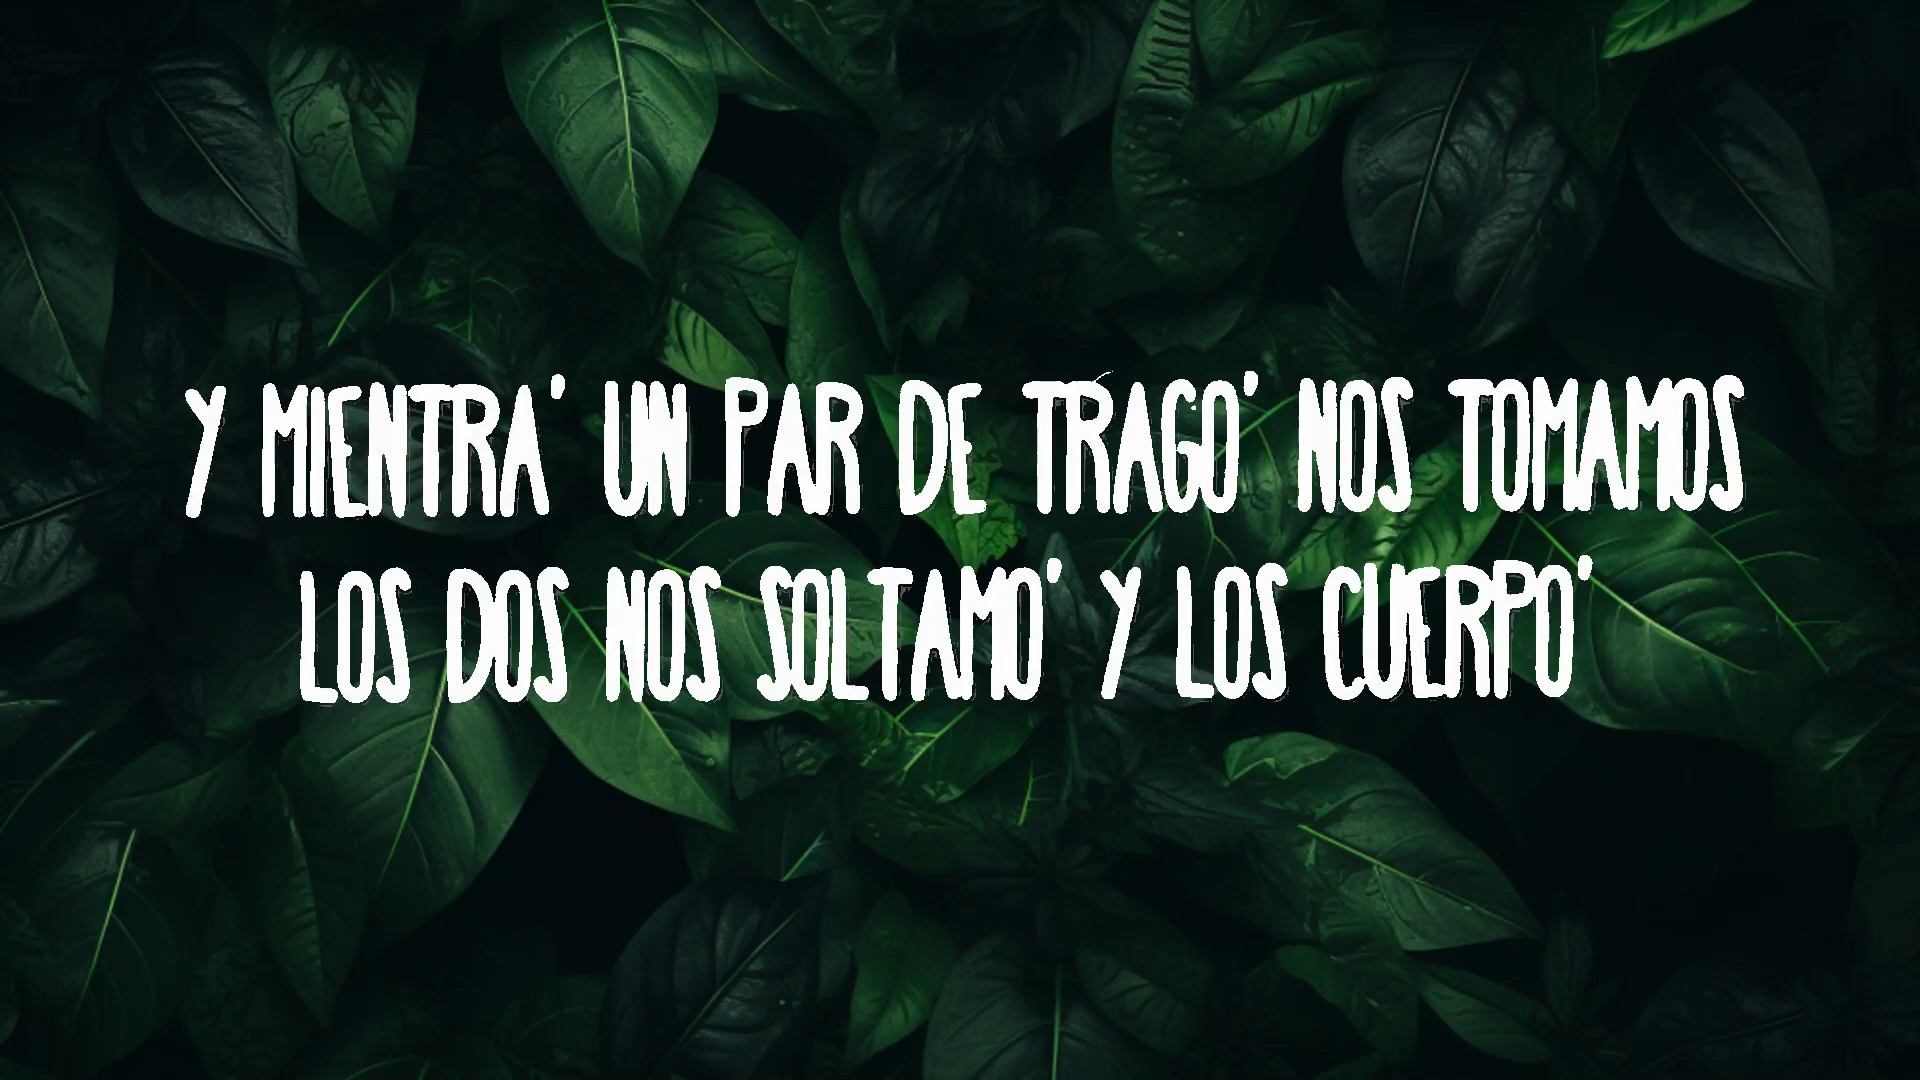 Y MIENTRA' UN PAR DE TRAGO' NOS TOMAMOS
LOS DOS NOS SOLTAMO' Y LOS CUERPO'